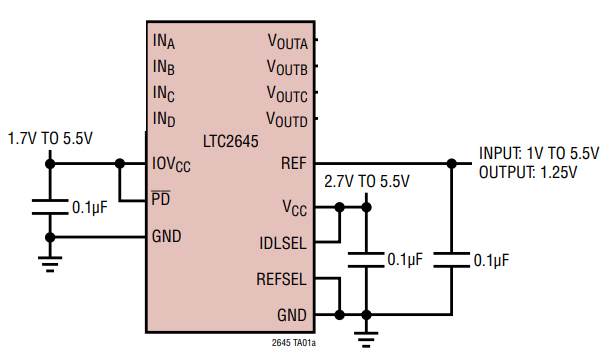 INA VOUTA
INB VOUTB
INC VOUTC
IND VOUTD
LTC2645
1.7V TO 5.5V
IOVCC REF
INPUT: 1V TO 5.5V
OUTPUT: 1.25V
2.7V TO 5.5V
PD
0.1µF
VCC
GND IDLSEL
0.1µF 0.1µF
REFSEL
GND
2645 TA01a